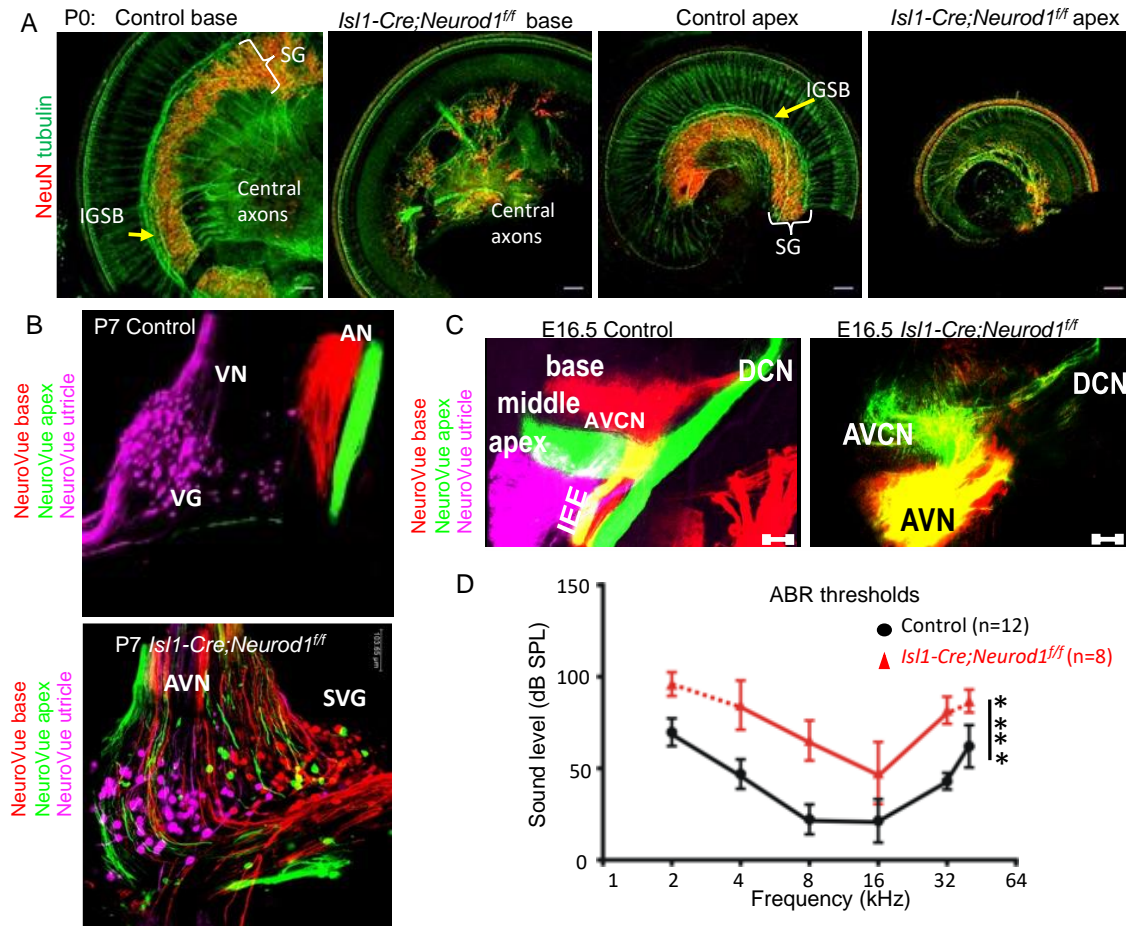 A
P0: Control base
Isl1-Cre;Neurod1f/f base
Control apex
Isl1-Cre;Neurod1f/f apex
NeuN tubulin
SG
IGSB
Central
axons
Central
axons
IGSB
SG
B
P7 Control
AN
VN
VG
NeuroVue base
NeuroVue apex
NeuroVue utricle
P7 Isl1-Cre;Neurod1f/f
AVN
SVG
103.65 µm
NeuroVue base
NeuroVue apex
NeuroVue utricle
C
E16.5 Control
E16.5 Isl1-Cre;Neurod1f/f
NeuroVue base
NeuroVue apex
NeuroVue utricle
base
DCN
middle
AVCN
apex
IEE
DCN
AVCN
AVN
D
ABR thresholds
Control (n=12)
Isl1-Cre;Neurod1f/f (n=8)
****
Sound level (dB SPL)
150
100
50
0
1 2 4 8 16 32 64
Frequency (kHz)